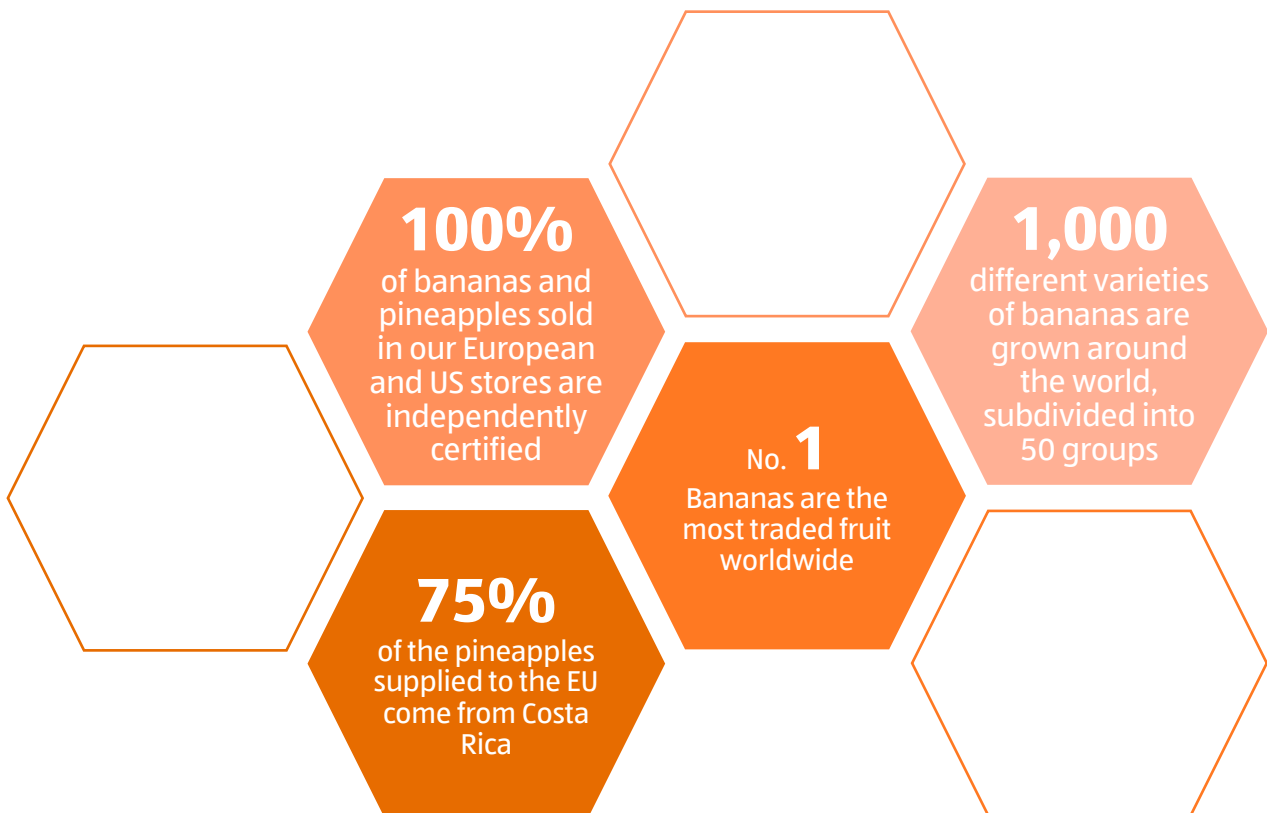 100%
of bananas and
pineapples sold
in our European
and US stores are
independently
certified
1,000
different varieties
of bananas are
grown around
the world,
subdivided into
50 groups
No. 1
Bananas are the
most traded fruit
worldwide
75%
of the pineapples
supplied to the EU
come from Costa
Rica